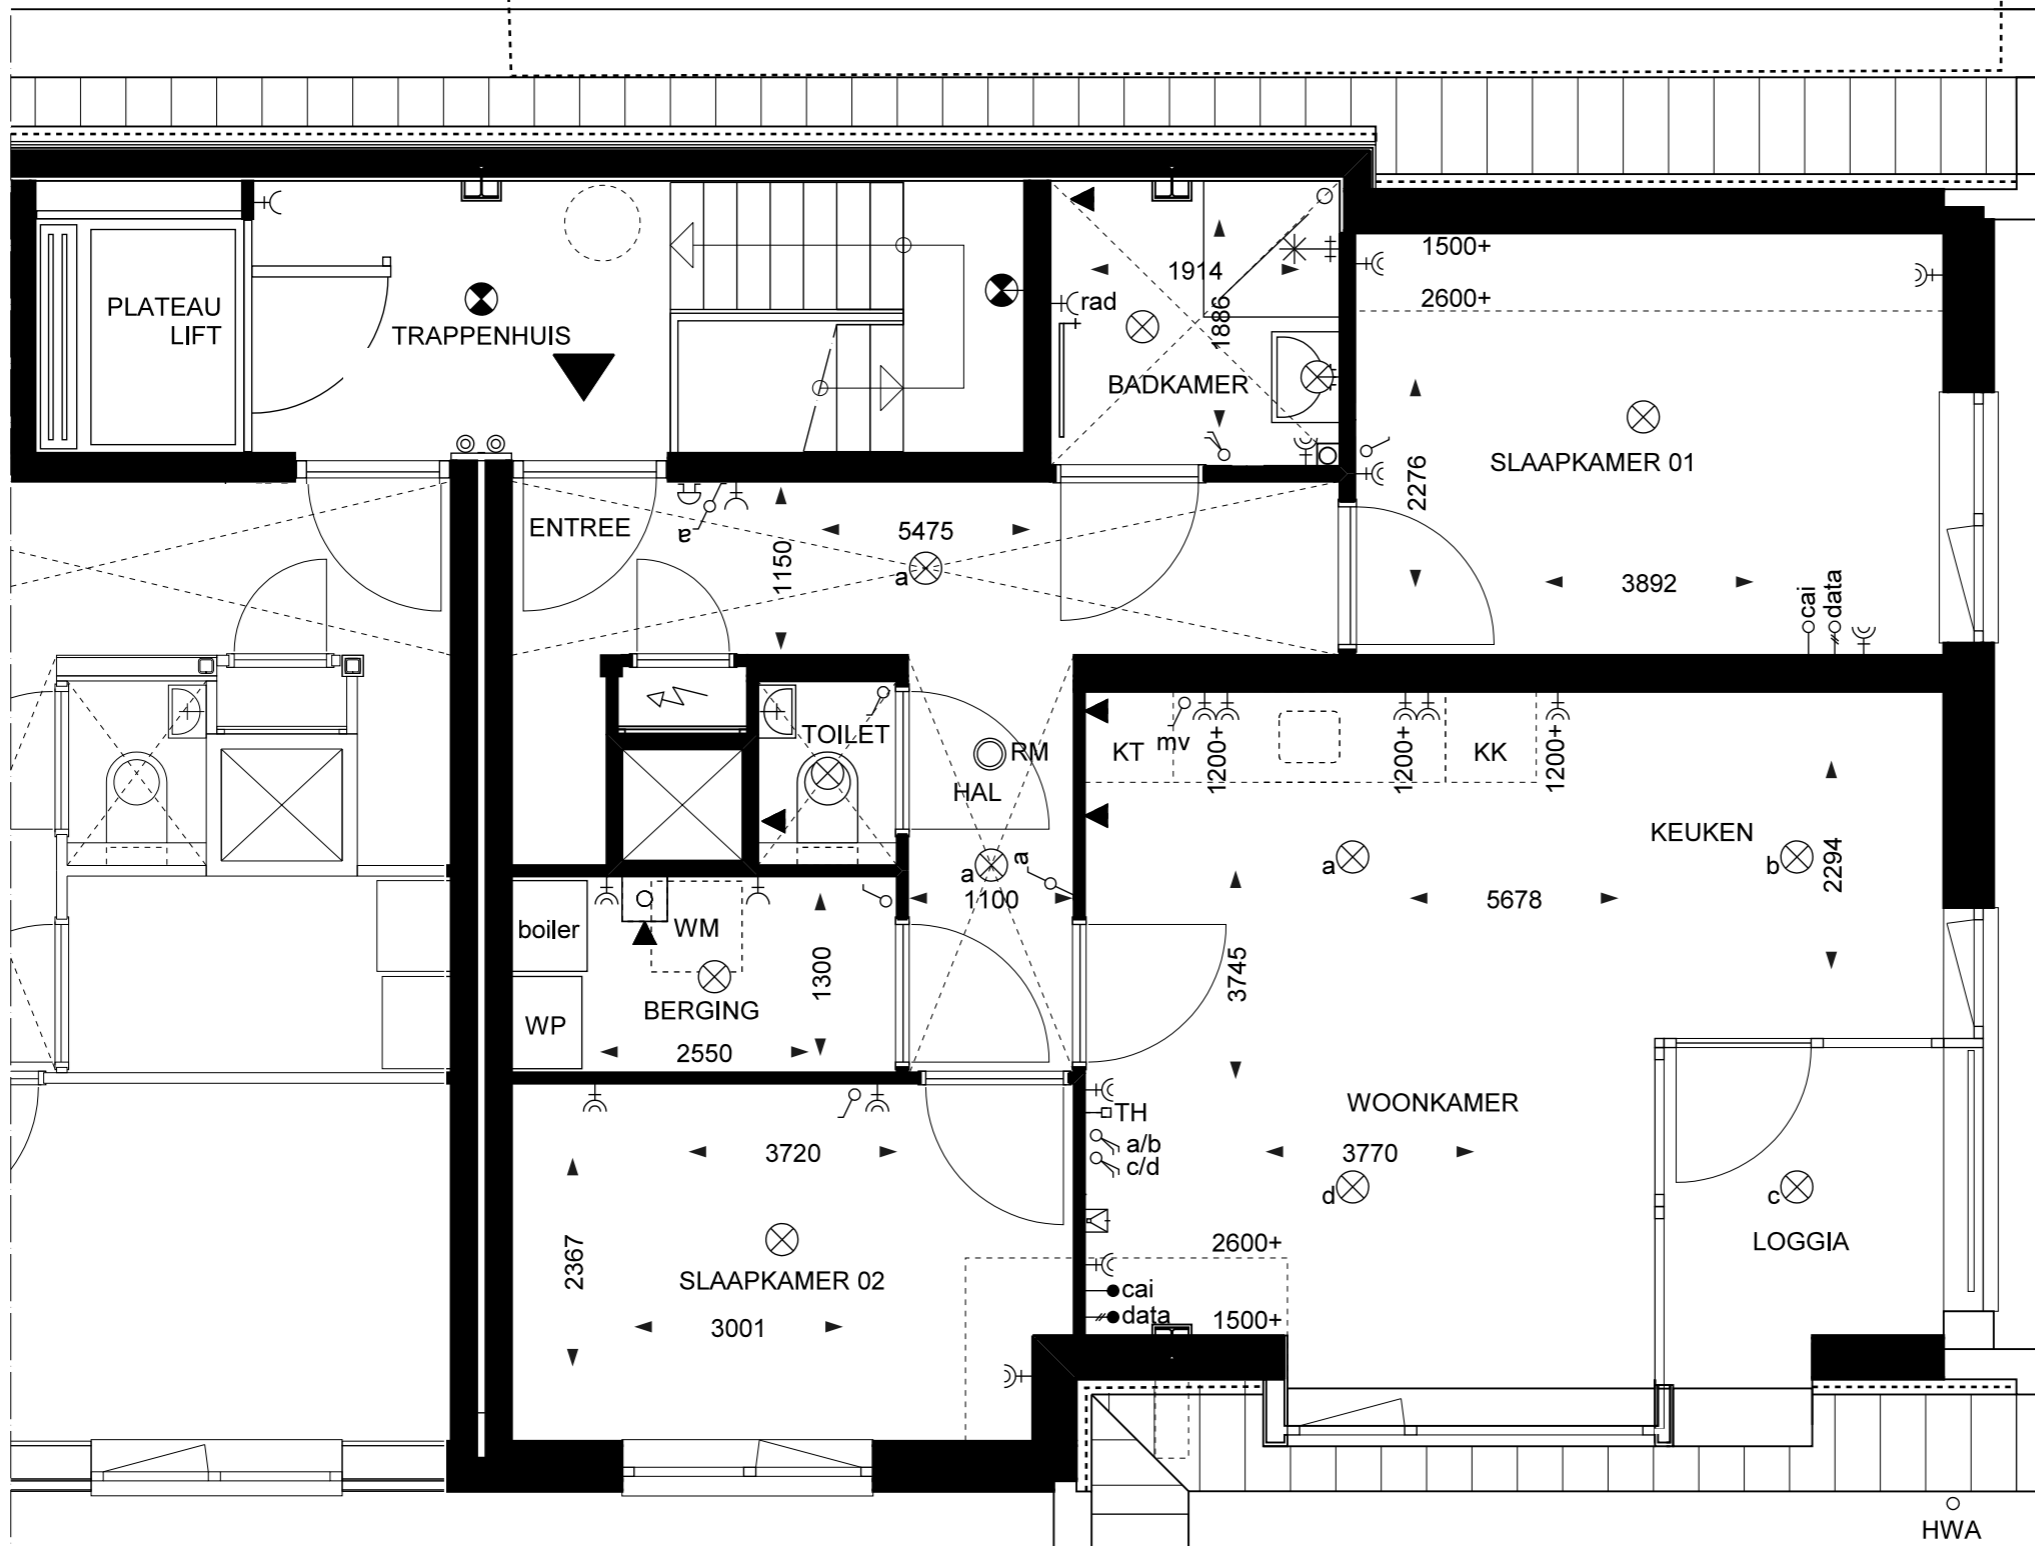 PLATEAU
LIFT
TRAPPENHUIS
rad
1914
1886
BADKAMER
1500+
2600+
2276
SLAAPKAMER 01
3892
cai
data
ENTREE
a
1150
5475
a
TOILET
RM
HAL
a
a
1100
KT
mv
1200+
1200+
KK
1200+
KEUKEN
a
b
2294
5678
3745
boiler
WM
WP
BERGING
1300
2550
TH
a/b
c/d
WOONKAMER
3770
d
c
LOGGIA
3720
2367
SLAAPKAMER 02
3001
2600+
cai
data
1500+
HWA